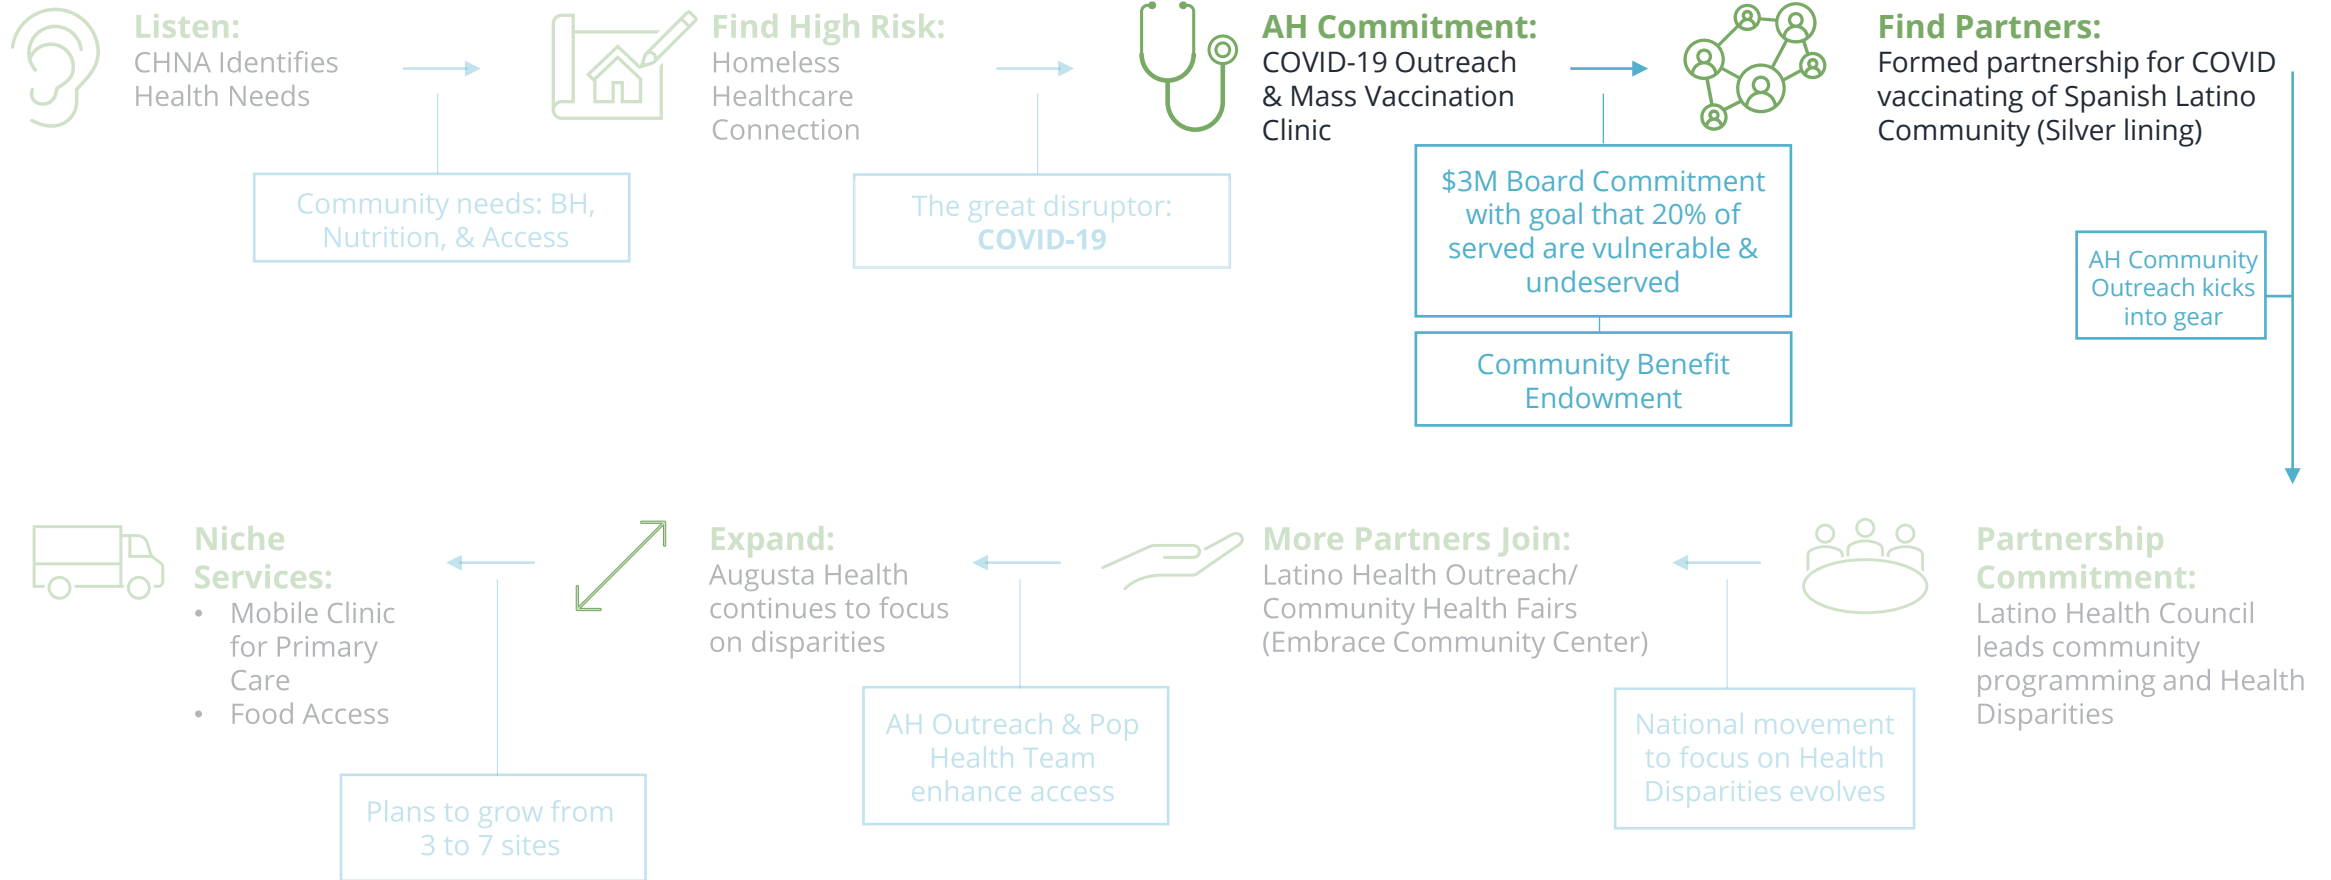 Listen:
CHNA Identifies
Health Needs
Community needs: BH,
Nutrition, & Access
Find High Risk:
Homeless
Healthcare
Connection
The great disruptor:
COVID-19
AH Commitment:
COVID-19 Outreach
& Mass Vaccination
Clinic
$3M Board Commitment
with goal that 20% of
served are vulnerable &
undeserved
Community Benefit
Endowment
Find Partners:
Formed partnership for COVID
vaccinating of Spanish Latino
Community (Silver lining)
AH Community
Outreach kicks
into gear
Partnership
Commitment:
Latino Health Council
leads community
programming and Health
Disparities
National movement
to focus on Health
Disparities evolves
More Partners Join:
Latino Health Outreach/
Community Health Fairs
(Embrace Community Center)
AH Outreach & Pop
Health Team
enhance access
Expand:
Augusta Health
continues to focus
on disparities
Plans to grow from
3 to 7 sites
Niche
Services:
• Mobile Clinic
for Primary
Care
• Food Access